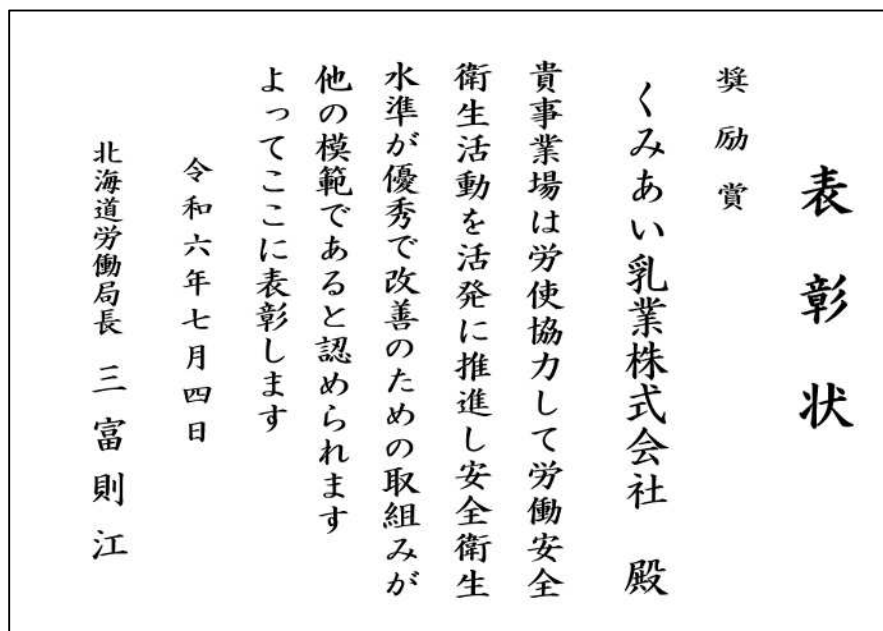 表彰状
奨励賞
くみあい乳業株式会社 殿
貴事業場は労使協力して労働安全
衛生活動を活発に推進し安全衛生
水準が優秀で改善のための取組みが
他の模範であると認められます
よってここに表彰します
令和六年七月四日
北海道労働局長 三富則江